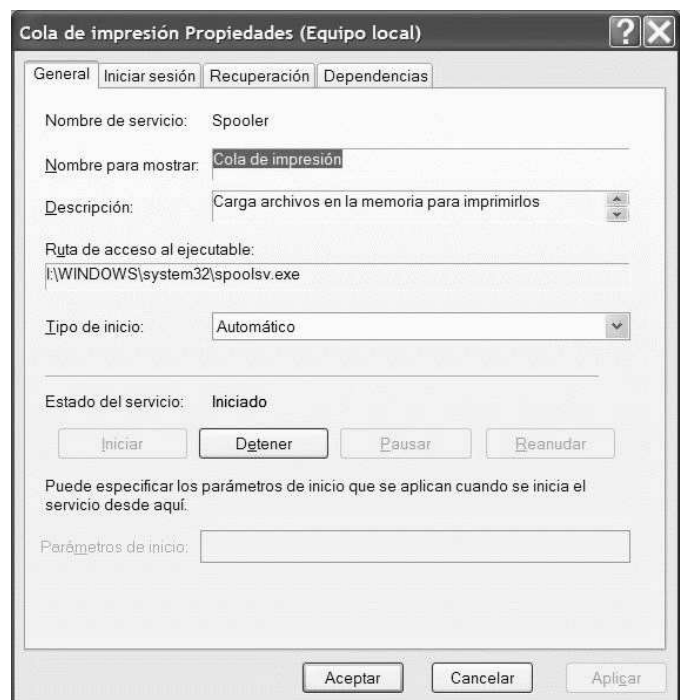 Cola de impresión Propiedades (Equipo local)
General Iniciar sesión Recuperación Dependencias
Nombre de servicio: Spooler
Nombre para mostrar: Cola de impresión
Descripción: Carga archivos en la memoria para imprimirlos
Ruta de acceso al ejecutable:
I:\WINDOWS\system32\spoolsv.exe
Tipo de inicio: Automático
Estado del servicio: Iniciado
Iniciar Detener Pausar Reanudar
Puede especificar los parámetros de inicio que se aplican cuando se inicia el
servicio desde aquí.
Parámetros de inicio:
Aceptar Cancelar Aplicar